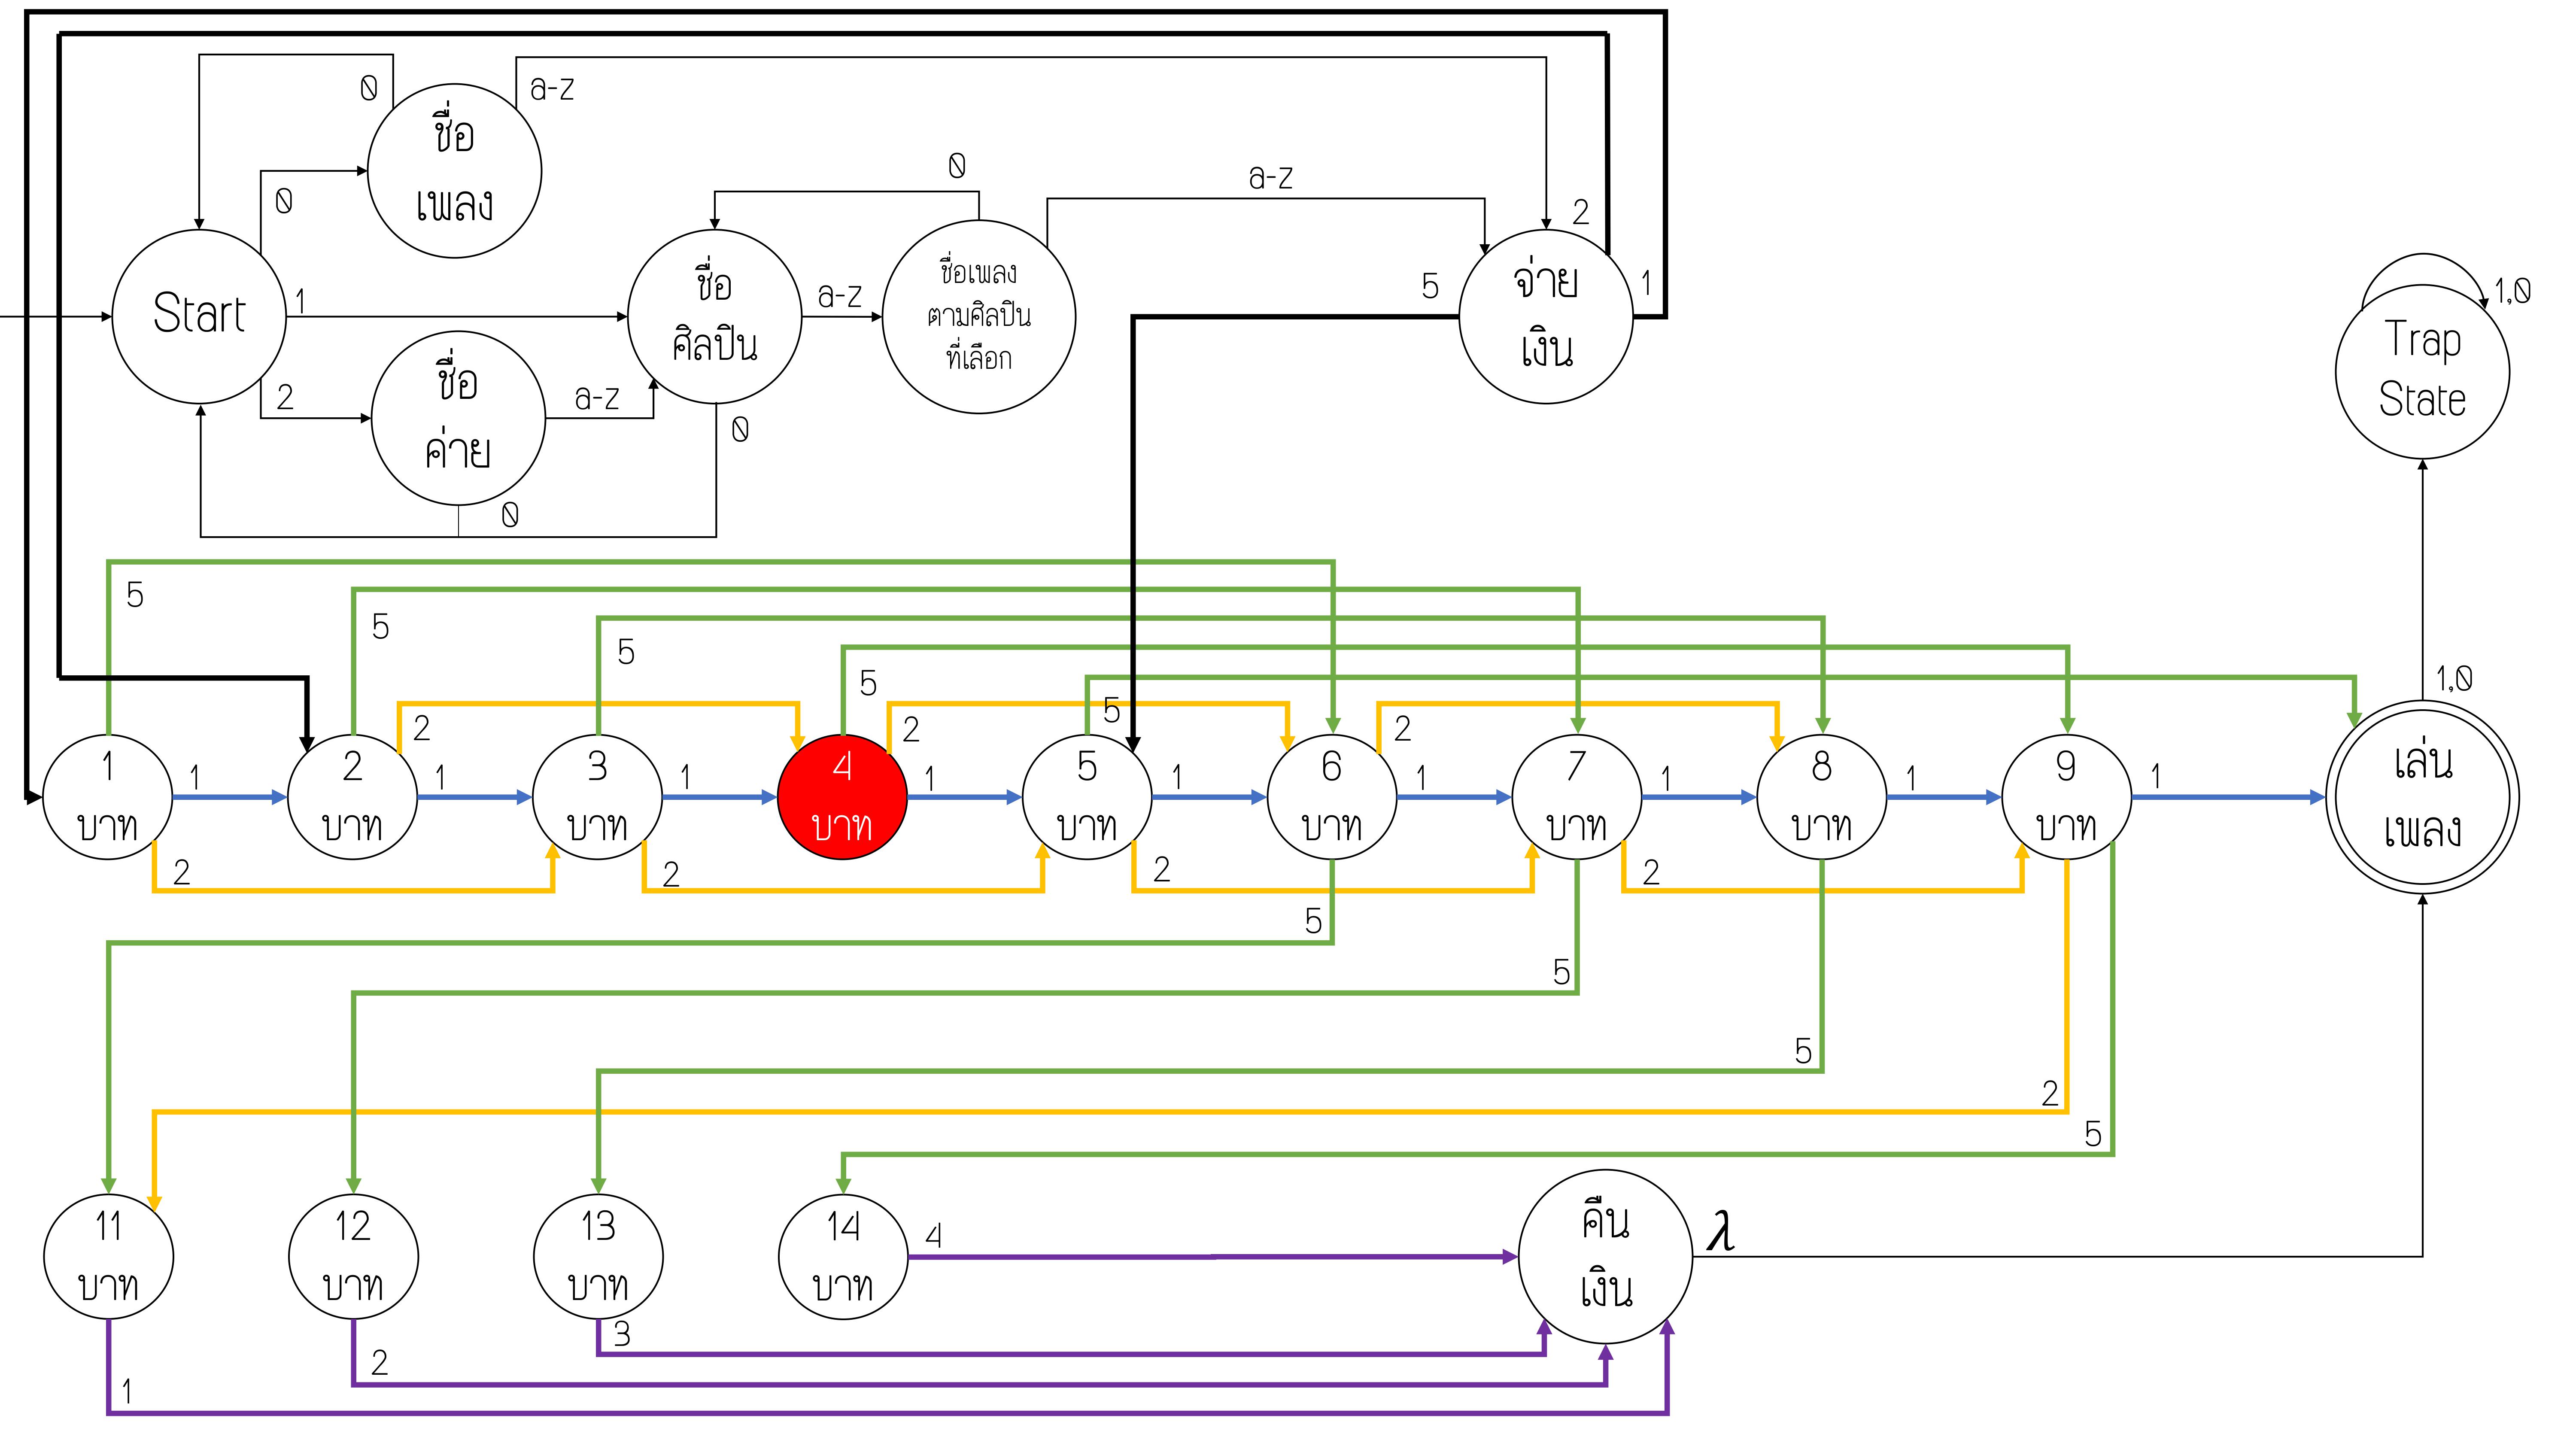 0
a-z
ชื่อ
เพลง
0
0
a-z
2
Start
1
ชื่อ
ศิลปิน
a-z
ชื่อเพลง
ตามศิลปิน
ที่เลือก
5
จ่าย
เงิน
1
1,0
Trap
State
2
ชื่อ
ค่าย
a-z
0
0
5
5
5
5
5
1,0
2
2
2
1
บาท
1
2
บาท
1
3
บาท
1
4
บาท
1
5
บาท
1
6
บาท
1
7
บาท
1
8
บาท
1
9
บาท
1
เล่น
เพลง
2
2
2
2
5
5
5
2
5
11
บาท
12
บาท
13
บาท
14
บาท
4
คืน
เงิน
λ
3
2
1